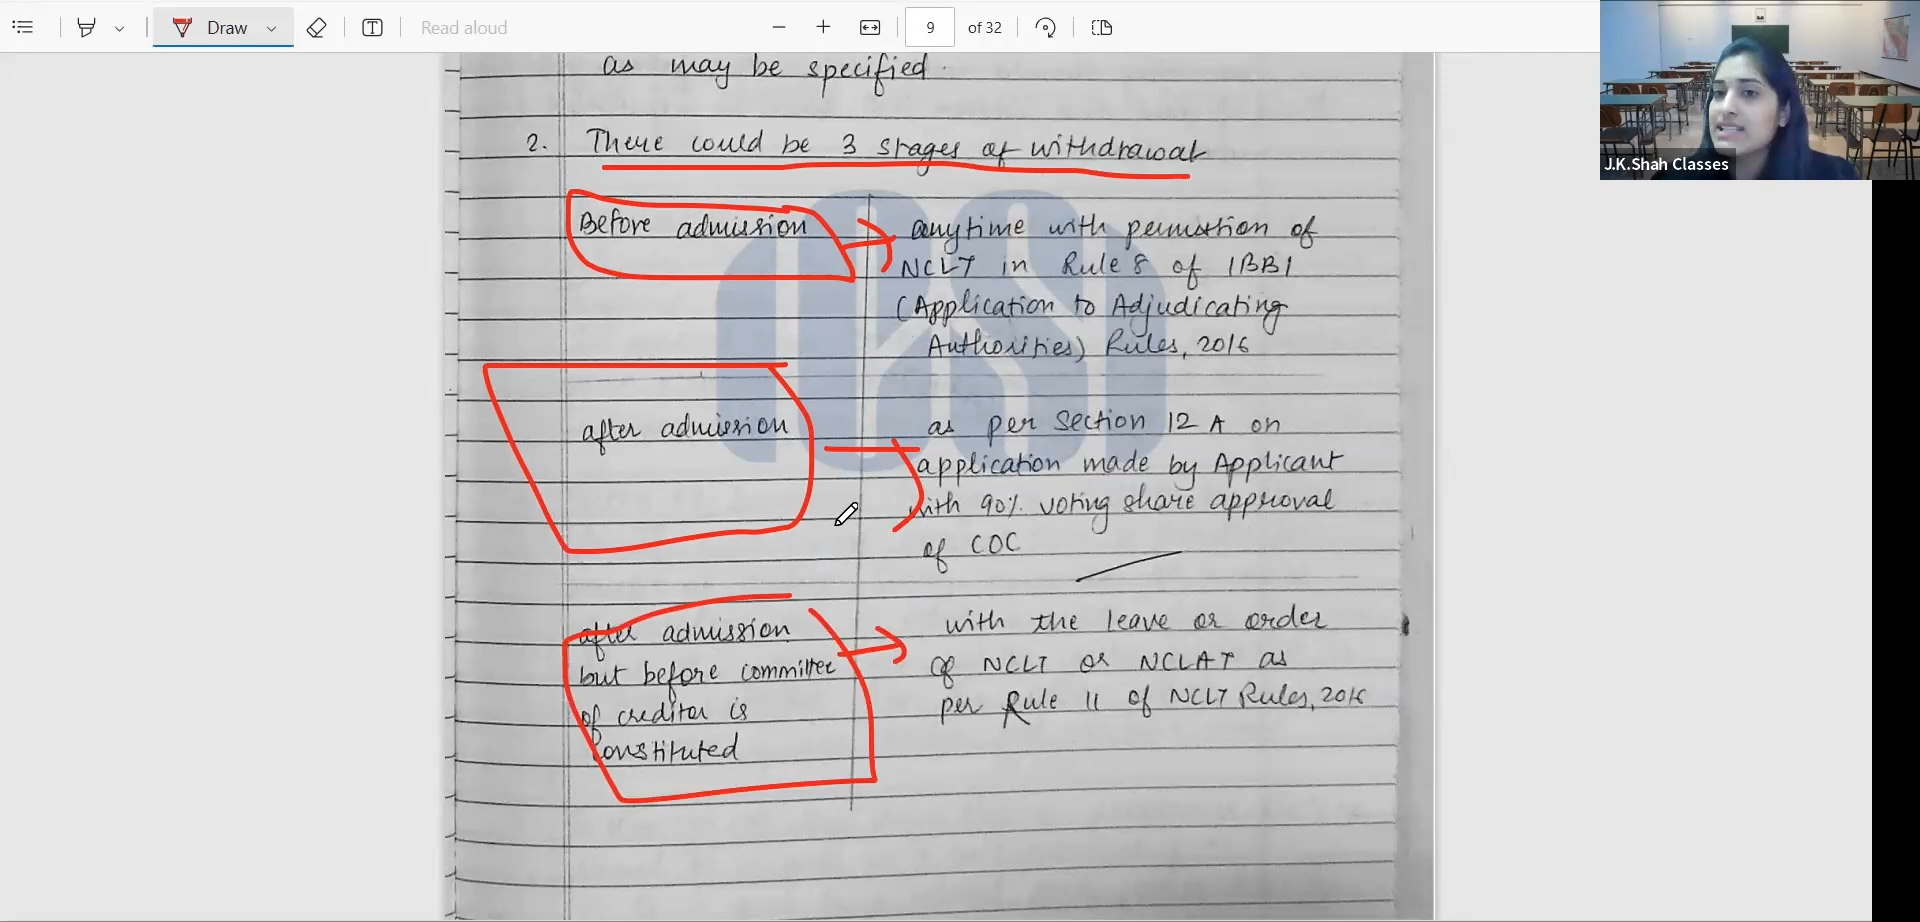 Draw
Read aloud
9 of 32
J.K.Shah Classes
as may be specified.
2. There could be 3 stages of withdrawal
Before admission
anytime with permission of
NCLT in Rule 8 of IBBI
(Application to Adjudicating
Authorities) Rules, 2016
after admission
as per Section 12 A on
application made by Applicant
with 90% voting share approval
of COC
after admission
but before committee
of creditor is
Constituted
with the leave or order
of NCLT or NCLAT as
per Rule 11 of NCLT Rules, 2016
ICSI